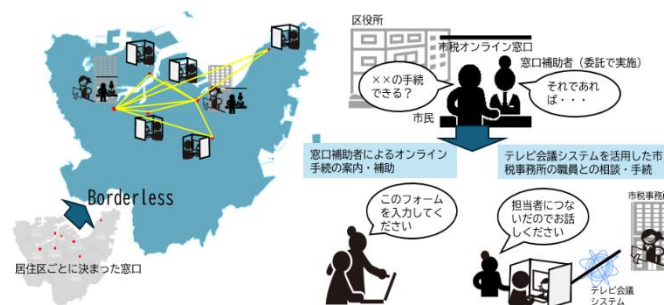 Borderless
居住区ごとに決まった窓口
区役所
市税オンライン窓口
窓口補助者（委託で実施）
××の手続
できる？
それであれ
ば・・・
市民
窓口補助者によるオンライン
手続の案内・補助
テレビ会議システムを活用した市
税事務所の職員との相談・手続
このフォーム
を入力してく
ださい
担当者につな
いだのでお話
しください
市税事務所
テレビ会議
システム